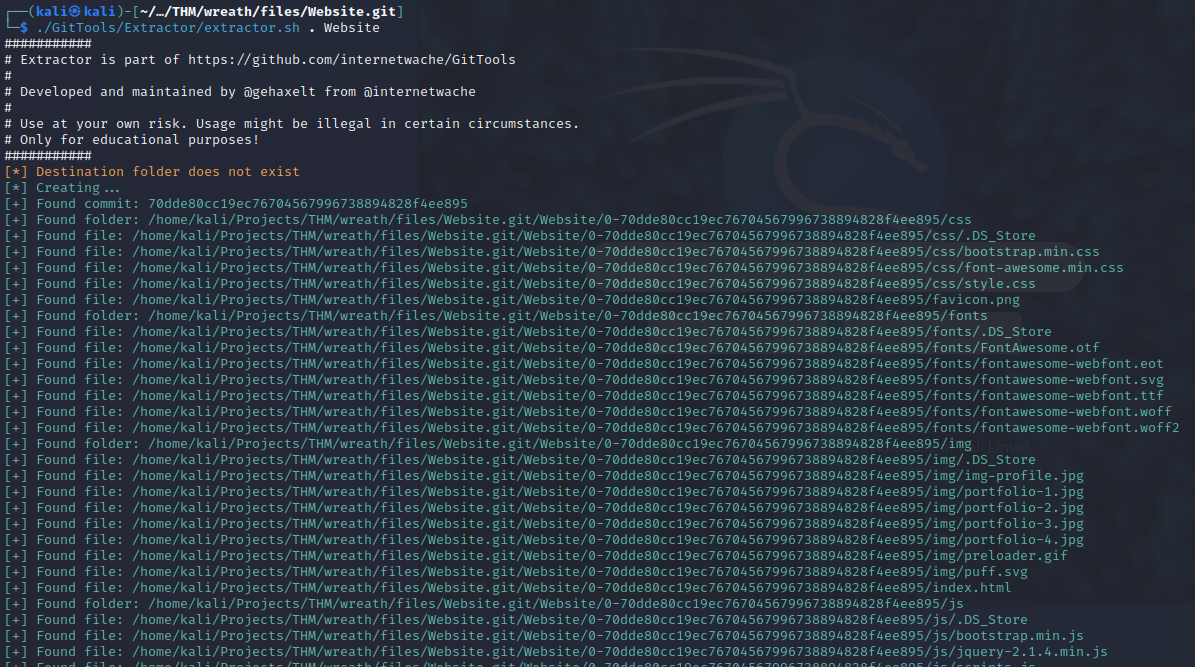 ┌──(kali㉿kali)-[~/…/THM/wreath/files/Website.git]
└─$ ./GitTools/Extractor/extractor.sh . Website
###########
# Extractor is part of https://github.com/internetwache/GitTools
#
# Developed and maintained by @gehaxelt from @internetwache
#
# Use at your own risk. Usage might be illegal in certain circumstances.
# Only for educational purposes!
###########
[*] Destination folder does not exist
[*] Creating...
[+] Found commit: 70dde80cc19ec76704567996738894828f4ee895
[+] Found folder: /home/kali/Projects/THM/wreath/files/Website.git/Website/0-70dde80cc19ec76704567996738894828f4ee895/css
[+] Found file: /home/kali/Projects/THM/wreath/files/Website.git/Website/0-70dde80cc19ec76704567996738894828f4ee895/css/.DS_Store
[+] Found file: /home/kali/Projects/THM/wreath/files/Website.git/Website/0-70dde80cc19ec76704567996738894828f4ee895/css/bootstrap.min.css
[+] Found file: /home/kali/Projects/THM/wreath/files/Website.git/Website/0-70dde80cc19ec76704567996738894828f4ee895/css/font-awesome.min.css
[+] Found file: /home/kali/Projects/THM/wreath/files/Website.git/Website/0-70dde80cc19ec76704567996738894828f4ee895/css/style.css
[+] Found file: /home/kali/Projects/THM/wreath/files/Website.git/Website/0-70dde80cc19ec76704567996738894828f4ee895/favicon.png
[+] Found folder: /home/kali/Projects/THM/wreath/files/Website.git/Website/0-70dde80cc19ec76704567996738894828f4ee895/fonts
[+] Found file: /home/kali/Projects/THM/wreath/files/Website.git/Website/0-70dde80cc19ec76704567996738894828f4ee895/fonts/.DS_Store
[+] Found file: /home/kali/Projects/THM/wreath/files/Website.git/Website/0-70dde80cc19ec76704567996738894828f4ee895/fonts/FontAwesome.otf
[+] Found file: /home/kali/Projects/THM/wreath/files/Website.git/Website/0-70dde80cc19ec76704567996738894828f4ee895/fonts/fontawesome-webfont.eot
[+] Found file: /home/kali/Projects/THM/wreath/files/Website.git/Website/0-70dde80cc19ec76704567996738894828f4ee895/fonts/fontawesome-webfont.svg
[+] Found file: /home/kali/Projects/THM/wreath/files/Website.git/Website/0-70dde80cc19ec76704567996738894828f4ee895/fonts/fontawesome-webfont.ttf
[+] Found file: /home/kali/Projects/THM/wreath/files/Website.git/Website/0-70dde80cc19ec76704567996738894828f4ee895/fonts/fontawesome-webfont.woff
[+] Found file: /home/kali/Projects/THM/wreath/files/Website.git/Website/0-70dde80cc19ec76704567996738894828f4ee895/fonts/fontawesome-webfont.woff2
[+] Found folder: /home/kali/Projects/THM/wreath/files/Website.git/Website/0-70dde80cc19ec76704567996738894828f4ee895/img
[+] Found file: /home/kali/Projects/THM/wreath/files/Website.git/Website/0-70dde80cc19ec76704567996738894828f4ee895/img/.DS_Store
[+] Found file: /home/kali/Projects/THM/wreath/files/Website.git/Website/0-70dde80cc19ec76704567996738894828f4ee895/img/img-profile.jpg
[+] Found file: /home/kali/Projects/THM/wreath/files/Website.git/Website/0-70dde80cc19ec76704567996738894828f4ee895/img/portfolio-1.jpg
[+] Found file: /home/kali/Projects/THM/wreath/files/Website.git/Website/0-70dde80cc19ec76704567996738894828f4ee895/img/portfolio-2.jpg
[+] Found file: /home/kali/Projects/THM/wreath/files/Website.git/Website/0-70dde80cc19ec76704567996738894828f4ee895/img/portfolio-3.jpg
[+] Found file: /home/kali/Projects/THM/wreath/files/Website.git/Website/0-70dde80cc19ec76704567996738894828f4ee895/img/portfolio-4.jpg
[+] Found file: /home/kali/Projects/THM/wreath/files/Website.git/Website/0-70dde80cc19ec76704567996738894828f4ee895/img/preloader.gif
[+] Found file: /home/kali/Projects/THM/wreath/files/Website.git/Website/0-70dde80cc19ec76704567996738894828f4ee895/img/puff.svg
[+] Found file: /home/kali/Projects/THM/wreath/files/Website.git/Website/0-70dde80cc19ec76704567996738894828f4ee895/index.html
[+] Found folder: /home/kali/Projects/THM/wreath/files/Website.git/Website/0-70dde80cc19ec76704567996738894828f4ee895/js
[+] Found file: /home/kali/Projects/THM/wreath/files/Website.git/Website/0-70dde80cc19ec76704567996738894828f4ee895/js/.DS_Store
[+] Found file: /home/kali/Projects/THM/wreath/files/Website.git/Website/0-70dde80cc19ec76704567996738894828f4ee895/js/bootstrap.min.js
[+] Found file: /home/kali/Projects/THM/wreath/files/Website.git/Website/0-70dde80cc19ec76704567996738894828f4ee895/js/jquery-2.1.4.min.js